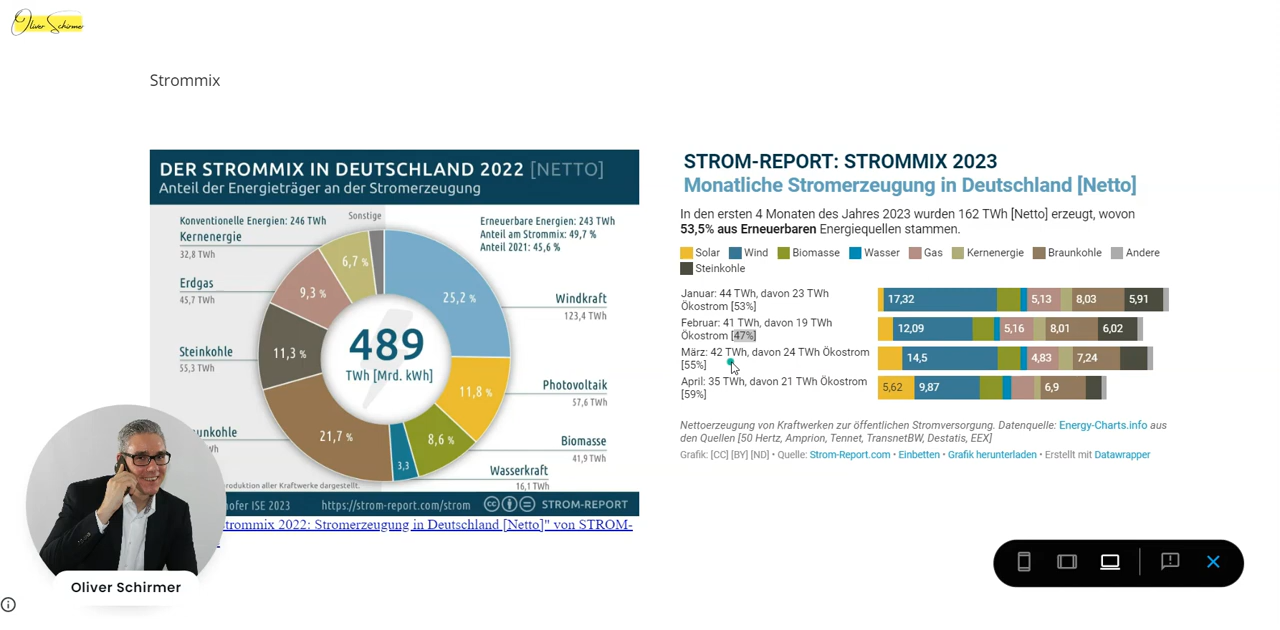 Oliver Schirmer
Strommix
DER STROMMIX IN DEUTSCHLAND 2022 [NETTO]
Anteil der Energieträger an der Stromerzeugung
Konventionelle Energien: 246 TWh
Sonstige
Erneuerbare Energien: 243 TWh
Anteil am Strommix: 49,7 %
Anteil 2021: 45,6 %
Kernenergie
32,8 TWh
6,7 %
Erdgas
45,7 TWh
9,3 %
25,2 %
Windkraft
123,4 TWh
Steinkohle
55,3 TWh
11,3 %
489
TWh [Mrd. kWh]
11,8 %
Photovoltaik
57,6 TWh
21,7 %
8,6 %
Biomasse
41,9 TWh
3,3
Wasserkraft
16,1 TWh
produktion aller Kraftwerke dargestellt.
ISE 2023
https://strom-report.com/strom
cc
STROM-REPORT
trommix 2022: Stromerzeugung in Deutschland [Netto]" von STROM-
Oliver Schirmer
STROM-REPORT: STROMMIX 2023
Monatliche Stromerzeugung in Deutschland [Netto]
In den ersten 4 Monaten des Jahres 2023 wurden 162 TWh [Netto] erzeugt, wovon
53,5% aus Erneuerbaren Energiequellen stammen.
Solar Wind Biomasse Wasser Gas Kernenergie Braunkohle Andere
Steinkohle
Januar: 44 TWh, davon 23 TWh
Ökostrom [53%]
17,32 5,13 8,03 5,91
Februar: 41 TWh, davon 19 TWh
Ökostrom [47%]
12,09 5,16 8,01 6,02
März: 42 TWh, davon 24 TWh Ökostrom
[55%]
14,5 4,83 7,24
April: 35 TWh, davon 21 TWh Ökostrom
[59%]
5,62 9,87 6,9
Nettoerzeugung von Kraftwerken zur öffentlichen Stromversorgung. Datenquelle: Energy-Charts.info aus
den Quellen [50 Hertz, Amprion, Tennet, TransnetBW, Destatis, EEX]
Grafik: [CC] [BY] [ND] • Quelle: Strom-Report.com • Einbetten • Grafik herunterladen • Erstellt mit Datawrapper